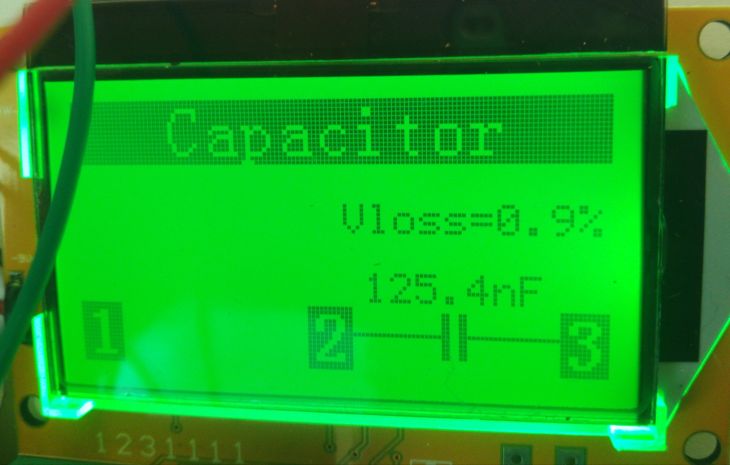 Capacitor
Vloss=0.9%
125.4nF
1 2 3
1231111